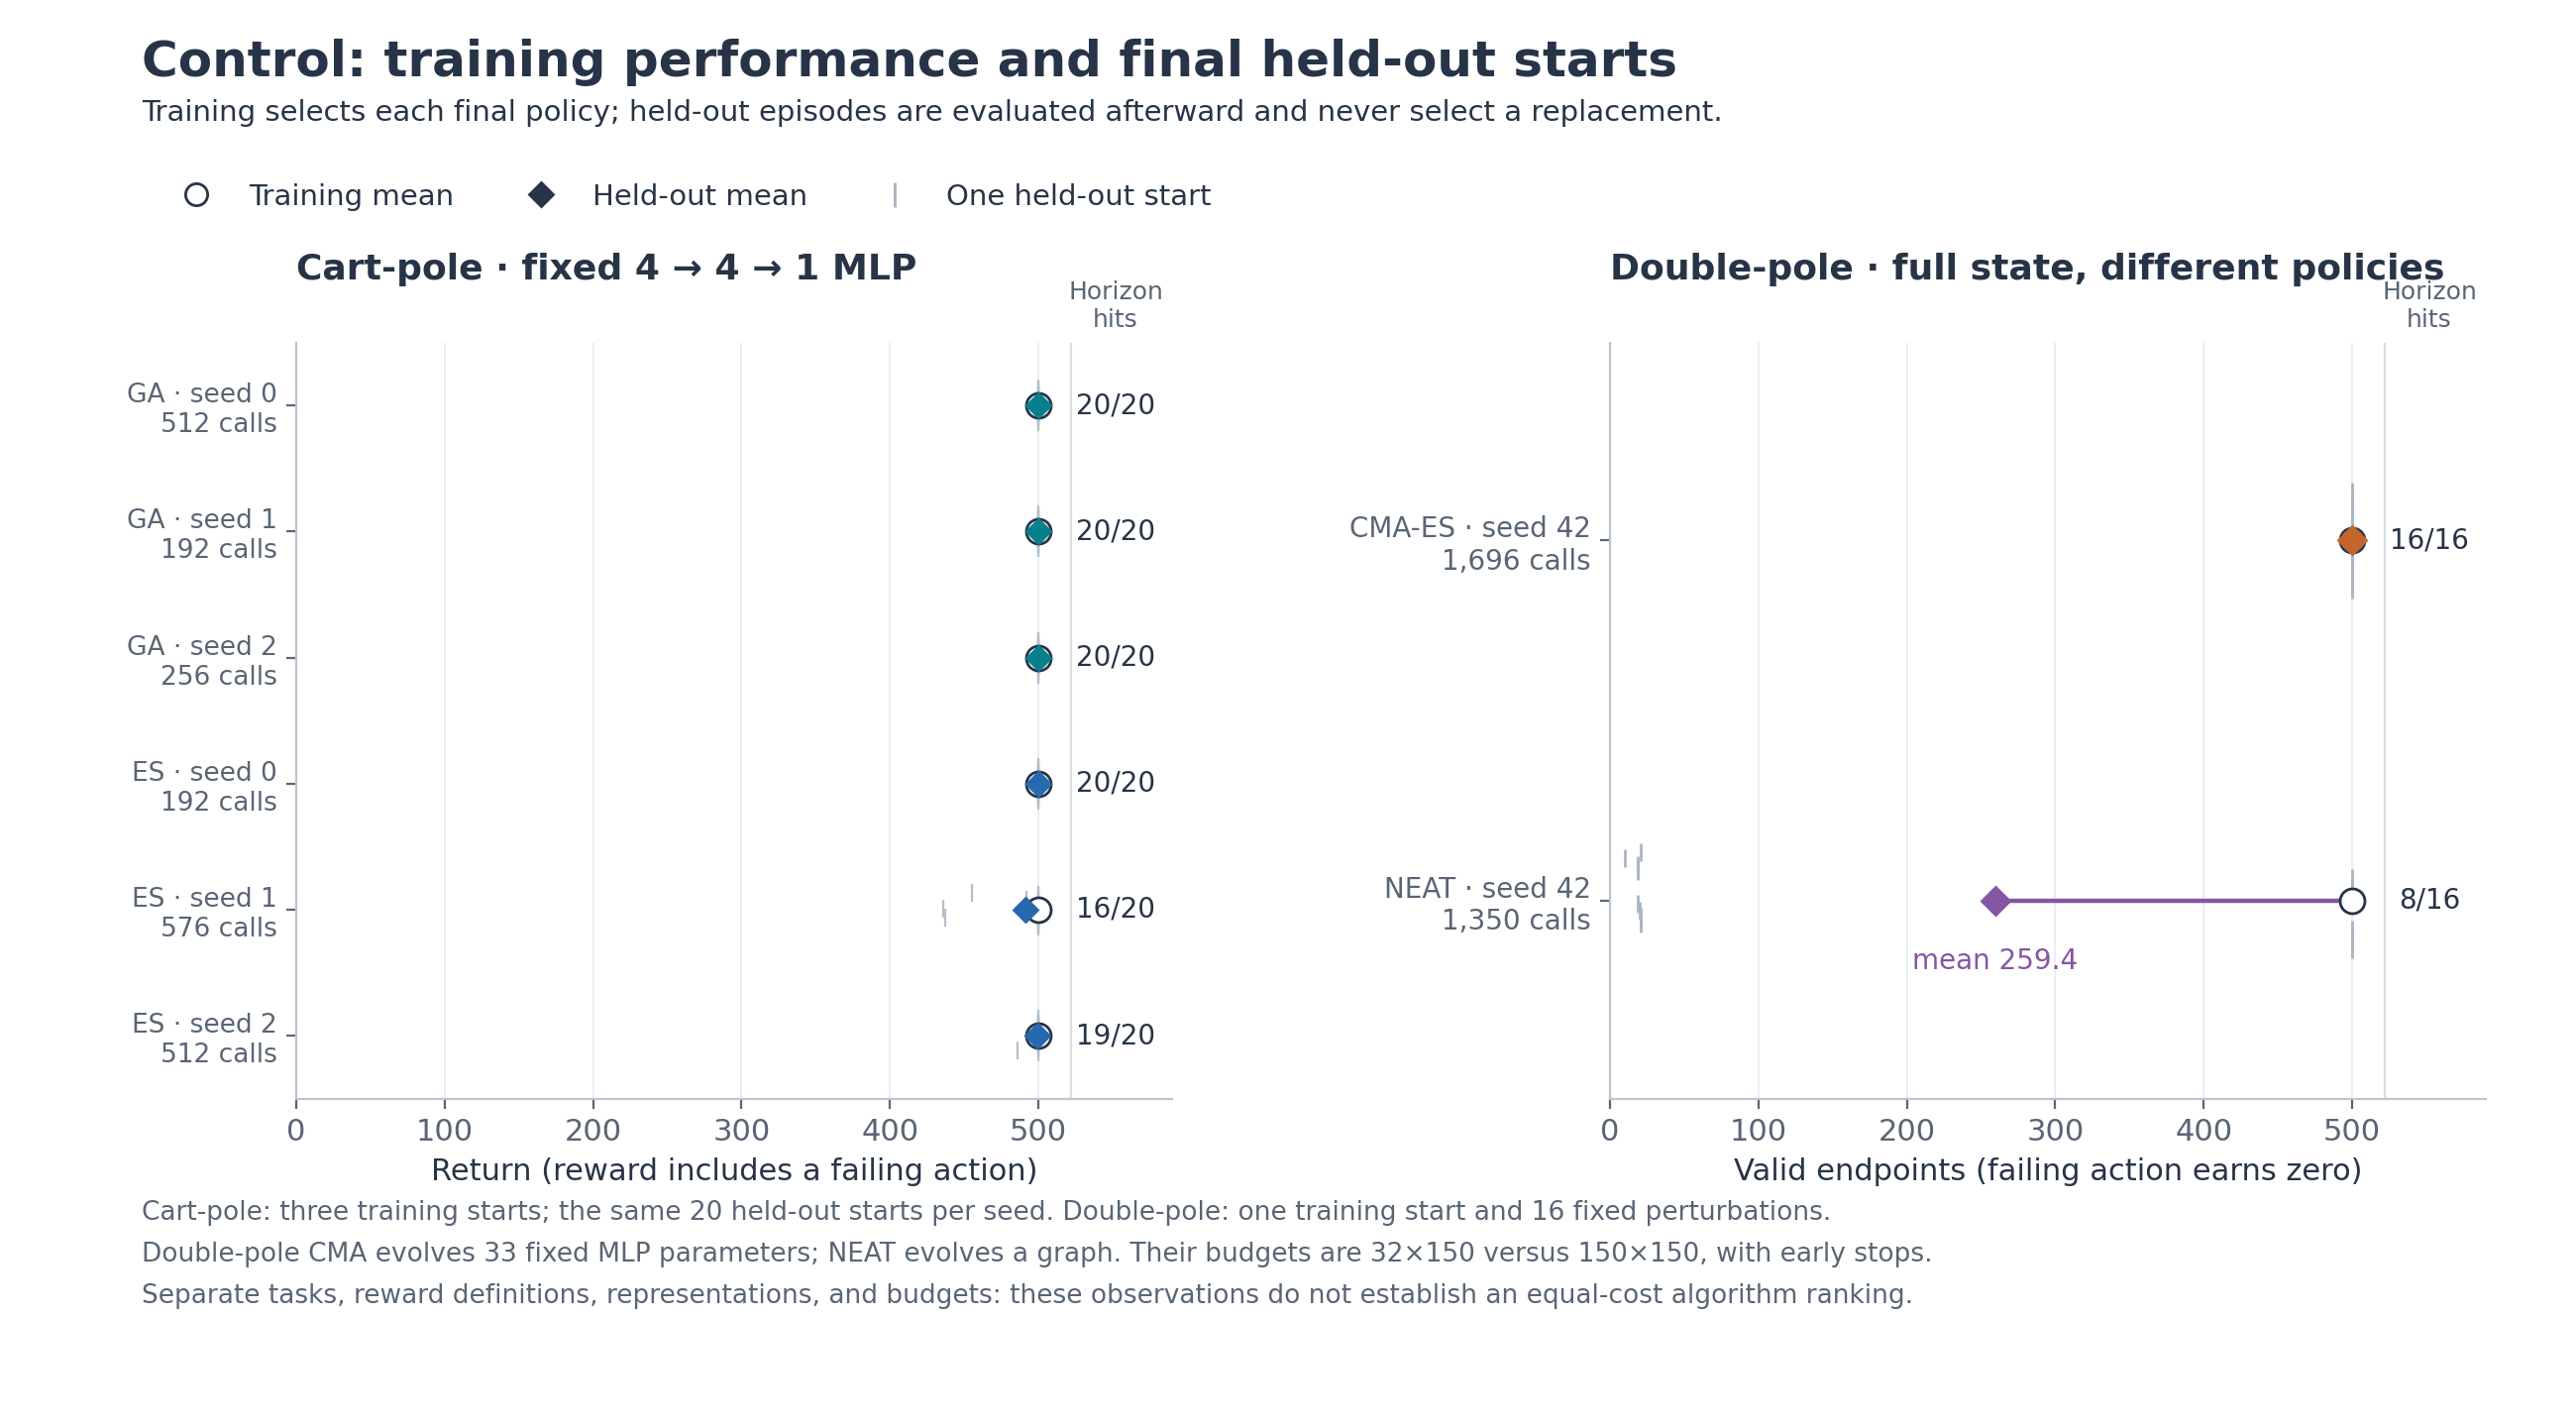 Control: training performance and final held-out starts
Training selects each final policy; held-out episodes are evaluated afterward and never select a replacement.
Training mean
Held-out mean
One held-out start
Cart-pole · fixed 4 → 4 → 1 MLP
Horizon
hits
GA · seed 0
512 calls
20/20
GA · seed 1
192 calls
20/20
GA · seed 2
256 calls
20/20
ES · seed 0
192 calls
20/20
ES · seed 1
576 calls
16/20
ES · seed 2
512 calls
19/20
0 100 200 300 400 500
Return (reward includes a failing action)
Double-pole · full state, different policies
Horizon
hits
CMA-ES · seed 42
1,696 calls
16/16
NEAT · seed 42
1,350 calls
8/16
mean 259.4
0 100 200 300 400 500
Valid endpoints (failing action earns zero)
Cart-pole: three training starts; the same 20 held-out starts per seed. Double-pole: one training start and 16 fixed perturbations.
Double-pole CMA evolves 33 fixed MLP parameters; NEAT evolves a graph. Their budgets are 32×150 versus 150×150, with early stops.
Separate tasks, reward definitions, representations, and budgets: these observations do not establish an equal-cost algorithm ranking.